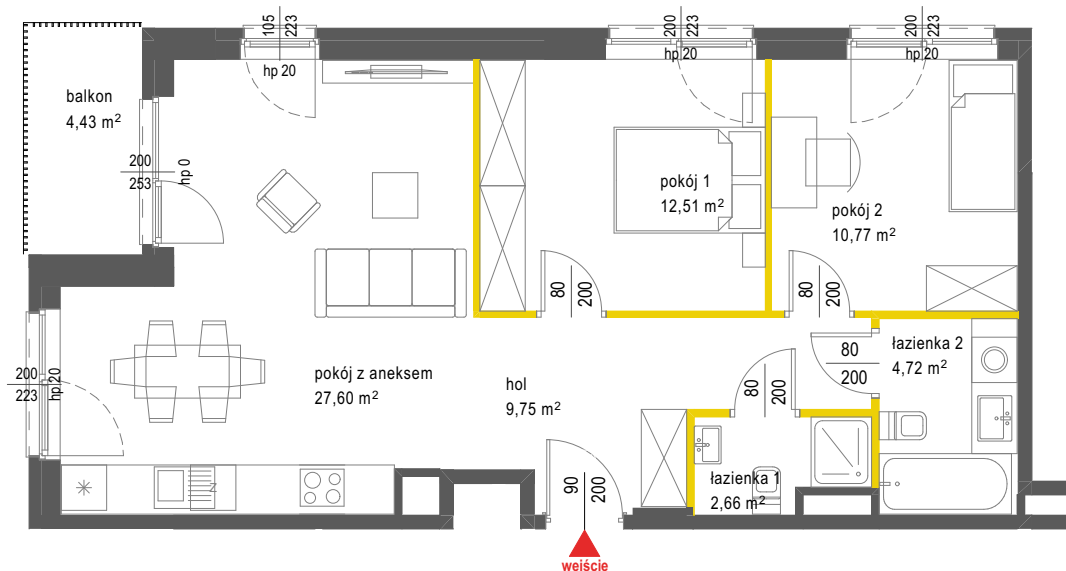 105
223
hp 20
200
223
hp 20
200
223
hp 20
balkon
4,43 m²
200
253
hp 0
pokój 1
12,51 m²
pokój 2
10,77 m²
80
200
80
200
łazienka 2
4,72 m²
80
200
200
223
hp 20
pokój z aneksem
27,60 m²
hol
9,75 m²
80
200
łazienka 1
2,66 m²
z
90
200
weiście